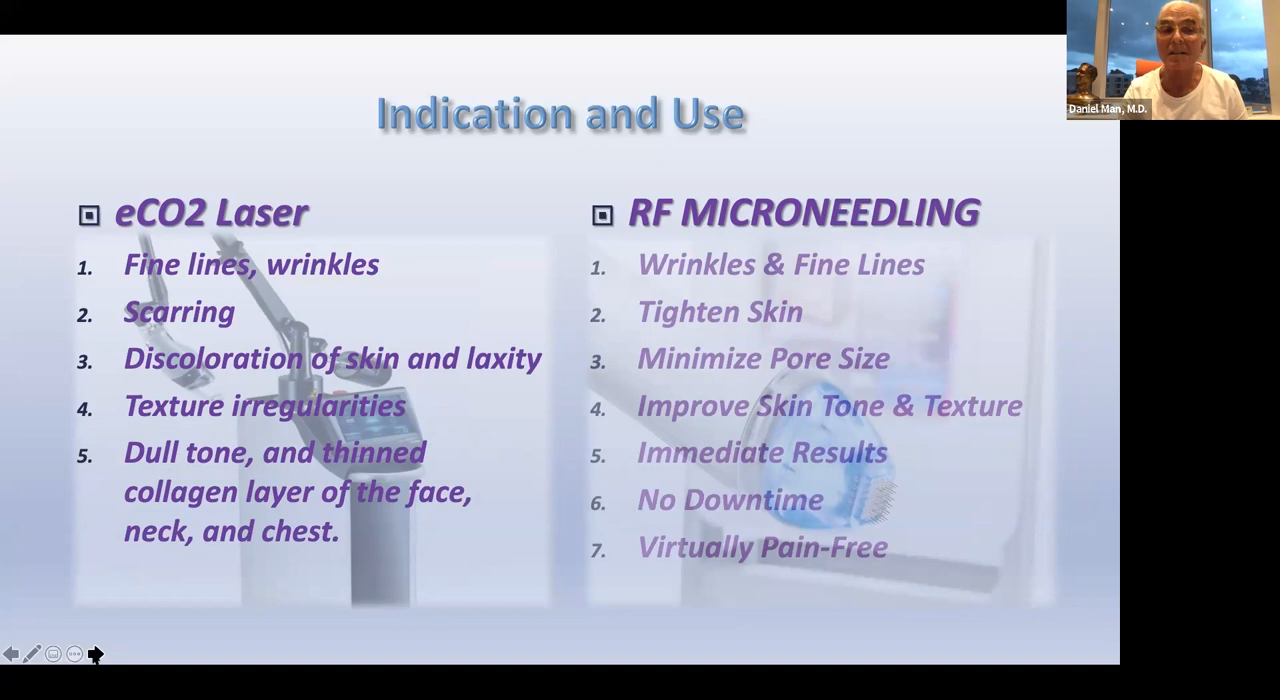 Indication and Use
eCO2 Laser
1. Fine lines, wrinkles
2. Scarring
3. Discoloration of skin and laxity
4. Texture irregularities
5. Dull tone, and thinned
collagen layer of the face,
neck, and chest.
RF MICRONEEDLING
1. Wrinkles & Fine Lines
2. Tighten Skin
3. Minimize Pore Size
4. Improve Skin Tone & Texture
5. Immediate Results
6. No Downtime
7. Virtually Pain-Free
Daniel Man, M.D.